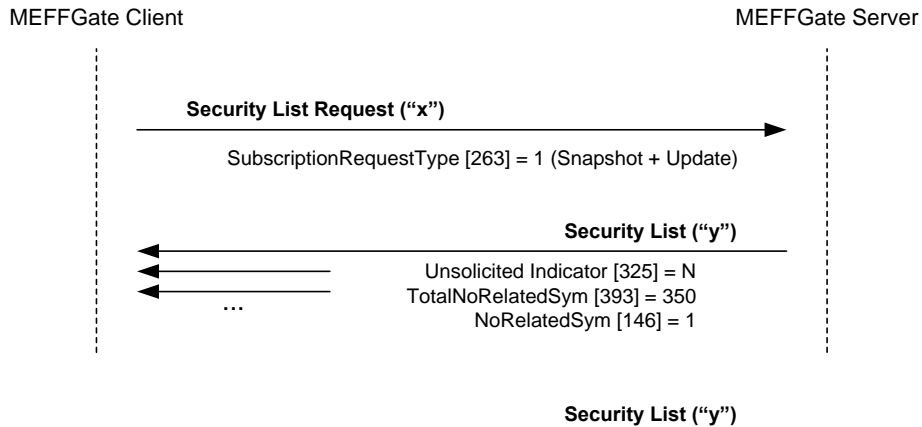 MEFFGate Client
MEFFGate Server
Security List Request (“x”)
SubscriptionRequestType [263] = 1 (Snapshot + Update)
Security List (“y”)
Unsolicited Indicator [325] = N
TotalNoRelatedSym [393] = 350
...
NoRelatedSym [146] = 1
Security List (“y”)